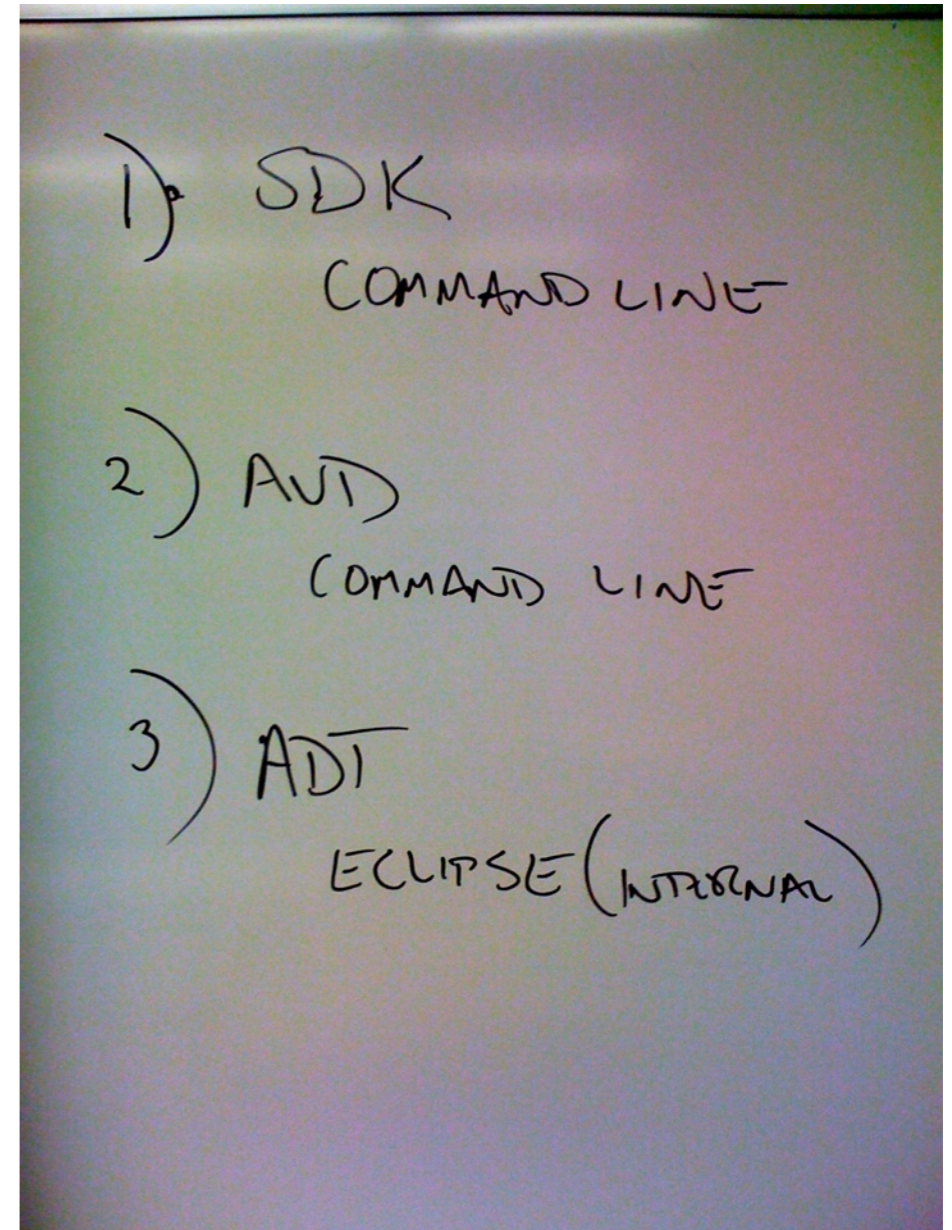 1) SDK
COMMAND LINE
2) AVD
COMMAND LINE
3) ADT
ECLIPSE (INTERNAL)